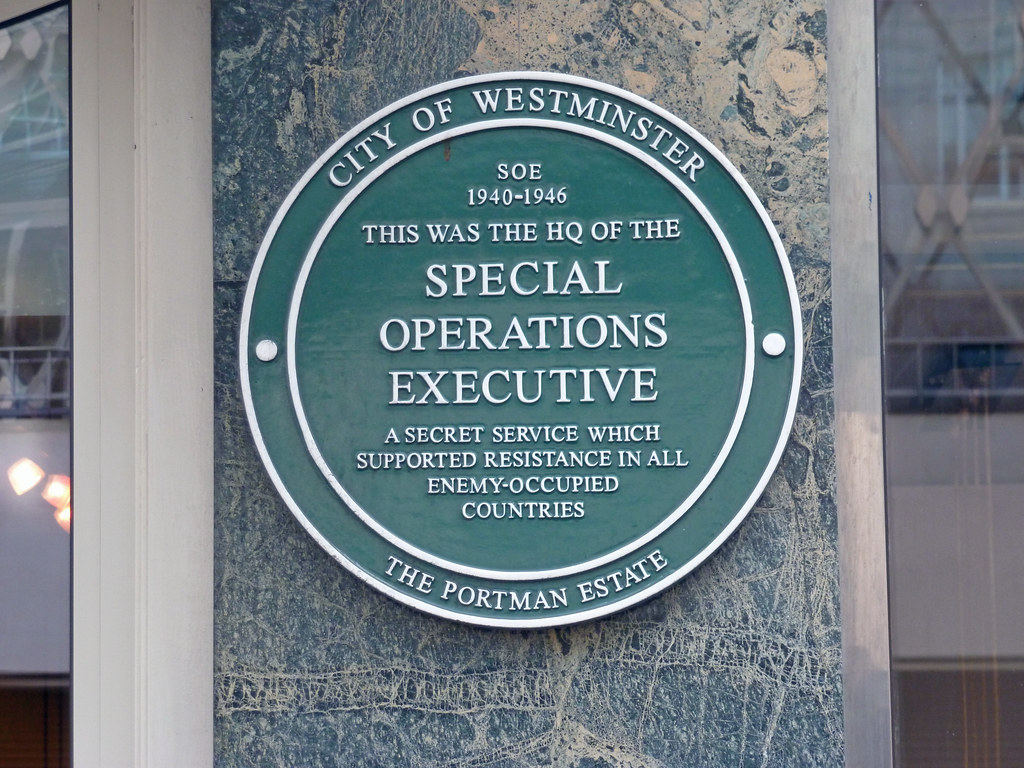 CITY OF WESTMINSTER
SOE
1940-1946
THIS WAS THE HQ OF THE
SPECIAL
OPERATIONS
EXECUTIVE
A SECRET SERVICE WHICH
SUPPORTED RESISTANCE IN ALL
ENEMY-OCCUPIED
COUNTRIES
THE PORTMAN ESTATE